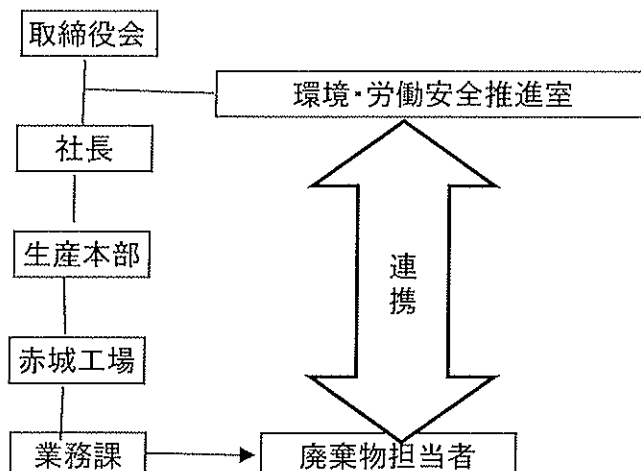 取締役会
環境・労働安全推進室
社長
生産本部
連携
赤城工場
業務課
廃棄物担当者